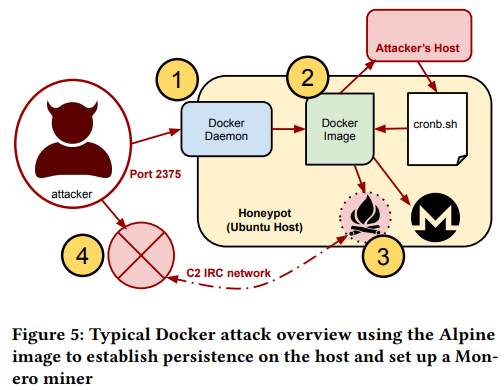 Attacker's Host
1
2
Docker
Daemon
Docker
Image
cronb.sh
attacker
Port 2375
Honeypot
(Ubuntu Host)
4
3
C2 IRC network
Figure 5: Typical Docker attack overview using the Alpine
image to establish persistence on the host and set up a Mon-
ero miner